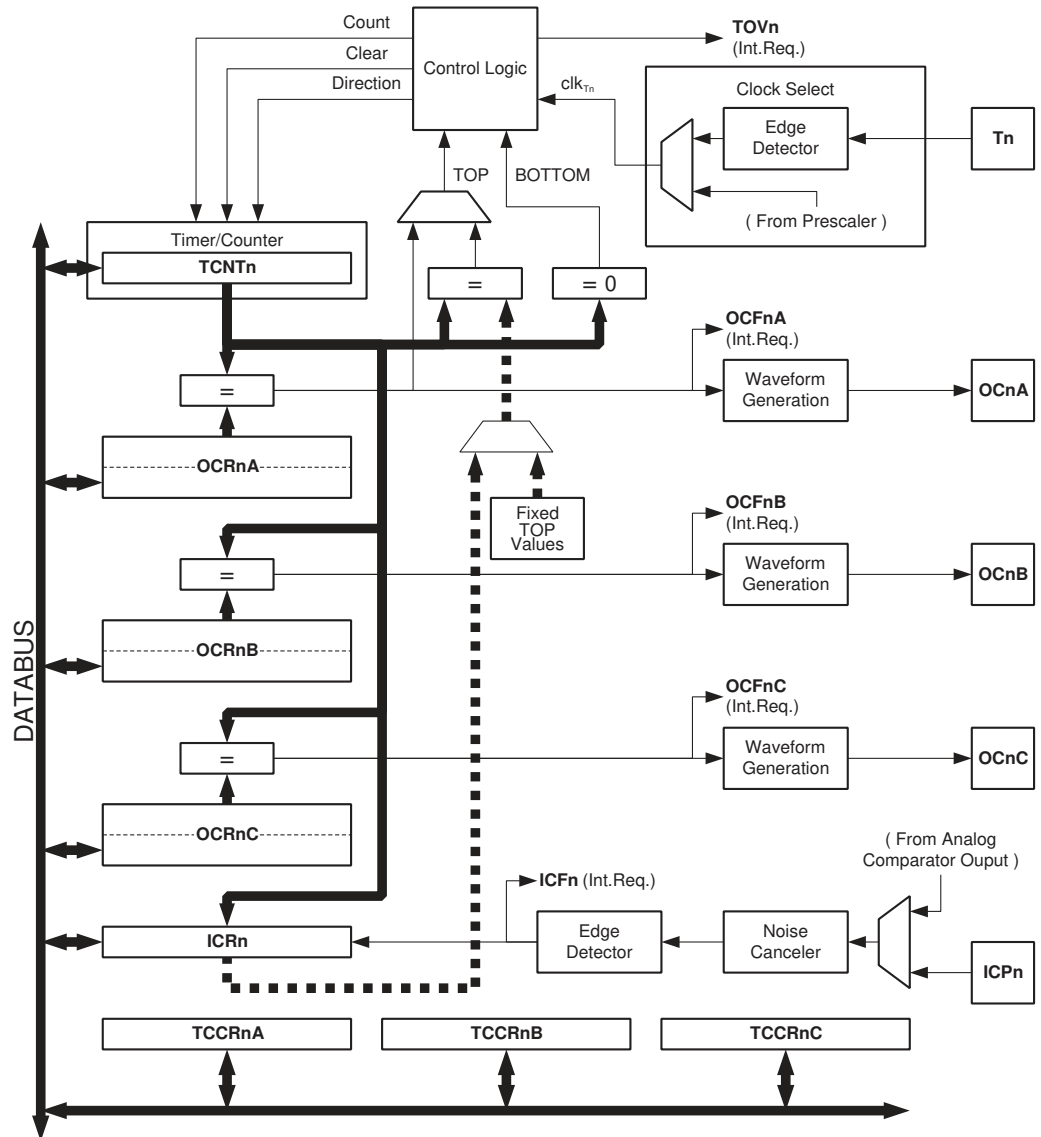 Count
Clear
Direction
Control Logic
TOVn
(Int.Req.)
clkTn
Clock Select
Edge
Detector
Tn
( From Prescaler )
TOP
BOTTOM
Timer/Counter
TCNTn
=
= 0
OCFnA
(Int.Req.)
=
Waveform
Generation
OCnA
OCRnA
Fixed
TOP
Values
OCFnB
(Int.Req.)
=
Waveform
Generation
OCnB
OCRnB
DATABUS
OCFnC
(Int.Req.)
=
Waveform
Generation
OCnC
OCRnC
( From Analog
Comparator Ouput )
ICFn (Int.Req.)
ICRn
Edge
Detector
Noise
Canceler
ICPn
TCCRnA
TCCRnB
TCCRnC